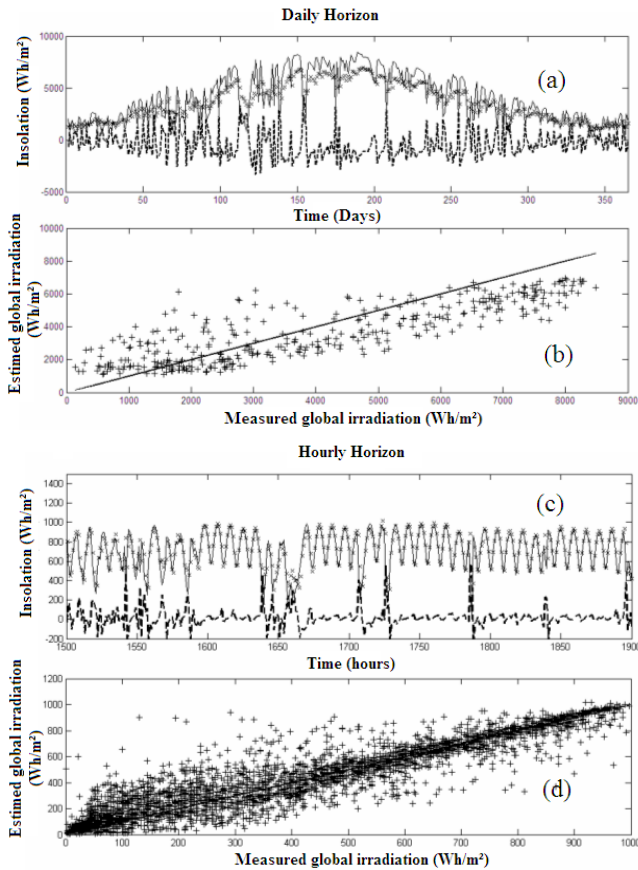 Daily Horizon
Insolation (Wh/m²)
10000
5000
0
-5000
(a)
0 50 100 150 200 250 300 350
Time (Days)
Estimed global irradiation
(Wh/m²)
10000
8000
6000
4000
2000
0
(b)
0 1000 2000 3000 4000 5000 6000 7000 8000 9000
Measured global irradiation (Wh/m²)
Hourly Horizon
Insolation (Wh/m²)
1400
1200
1000
800
600
400
200
0
-200
(c)
1500 1550 1600 1650 1700 1750 1800 1850 1900
Time (hours)
Estimed global irradiation
(Wh/m²)
1200
1000
800
600
400
200
0
(d)
0 100 200 300 400 500 600 700 800 900 1000
Measured global irradiation (Wh/m²)